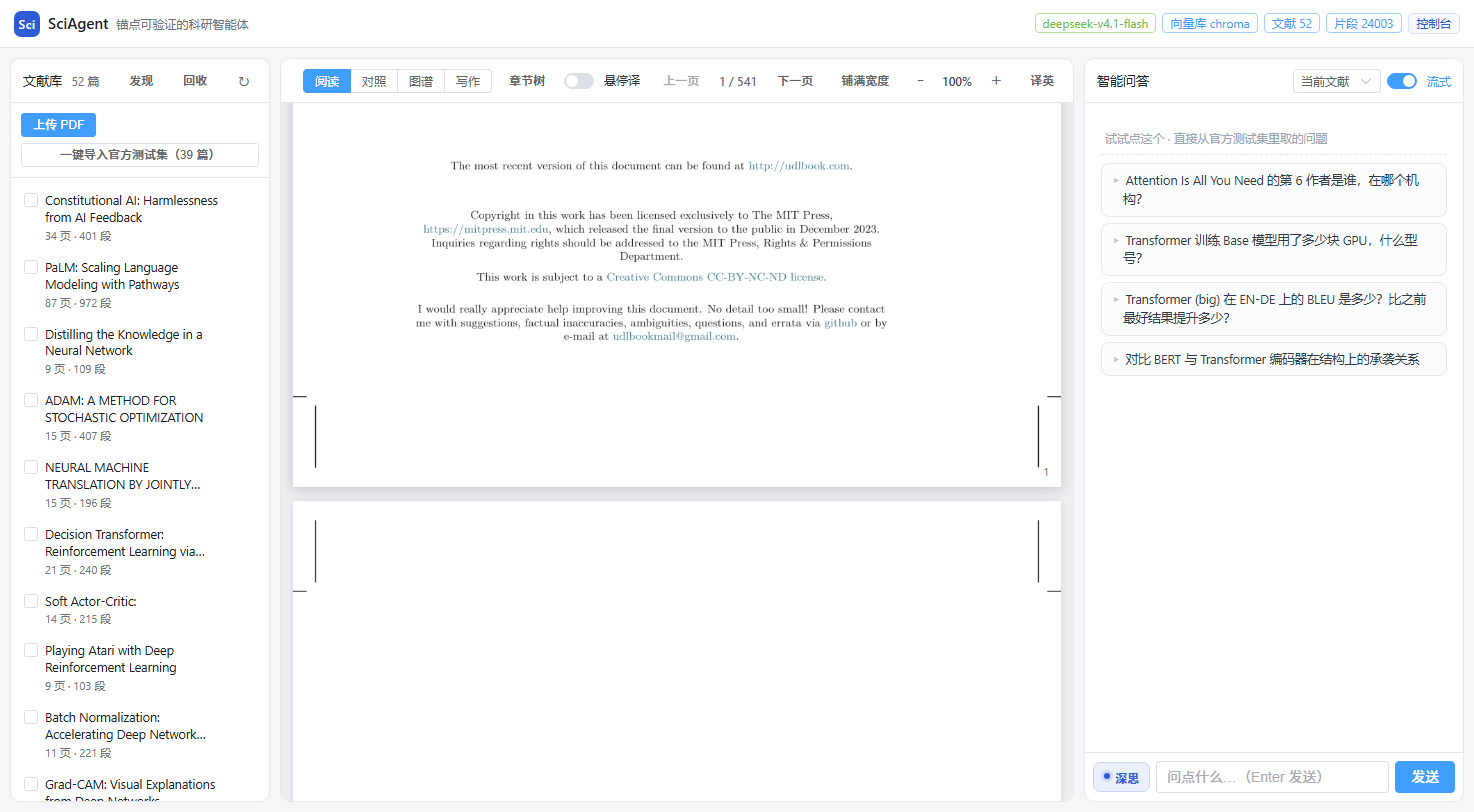 Sci SciAgent 锚点可验证的科研智能体
deepseek-v4.1-flash 向量库 chroma 文献 52 片段 24003 控制台
文献库 52 篇 发现 回收 ↻
上传 PDF
一键导入官方测试集（39 篇）
Constitutional AI: Harmlessness
from AI Feedback
34 页 · 401 段
PaLM: Scaling Language
Modeling with Pathways
87 页 · 972 段
Distilling the Knowledge in a
Neural Network
9 页 · 109 段
ADAM: A METHOD FOR
STOCHASTIC OPTIMIZATION
15 页 · 407 段
NEURAL MACHINE
TRANSLATION BY JOINTLY...
15 页 · 196 段
Decision Transformer:
Reinforcement Learning via...
21 页 · 240 段
Soft Actor-Critic:
14 页 · 215 段
Playing Atari with Deep
Reinforcement Learning
9 页 · 103 段
Batch Normalization:
Accelerating Deep Network...
11 页 · 221 段
Grad-CAM: Visual Explanations
from Deep Networks
阅读 对照 图谱 写作 章节树 悬停译 上一页 1 / 541 下一页 铺满宽度 − 100% + 译英
The most recent version of this document can be found at http://udlbook.com.
Copyright in this work has been licensed exclusively to The MIT Press,
https://mitpress.mit.edu, which released the final version to the public in December 2023.
Inquiries regarding rights should be addressed to the MIT Press, Rights & Permissions
Department.
This work is subject to a Creative Commons CC-BY-NC-ND license.
I would really appreciate help improving this document. No detail too small! Please contact
me with suggestions, factual inaccuracies, ambiguities, questions, and errata via github or by
e-mail at udlbookmail@gmail.com.
1
智能问答 当前文献 流式
试试点这个 · 直接从官方测试集里取的问题
Attention Is All You Need 的第 6 作者是谁，在哪个机
构？
Transformer 训练 Base 模型用了多少块 GPU，什么型
号？
Transformer (big) 在 EN-DE 上的 BLEU 是多少？比之前
最好结果提升多少？
对比 BERT 与 Transformer 编码器在结构上的承袭关系
深思 问点什么...（Enter 发送） 发送